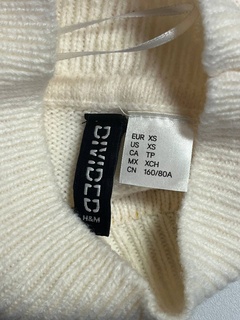 DIVIDED
H&M
EUR XS
US XS
CA TP
MX XCH
CN 160/80A